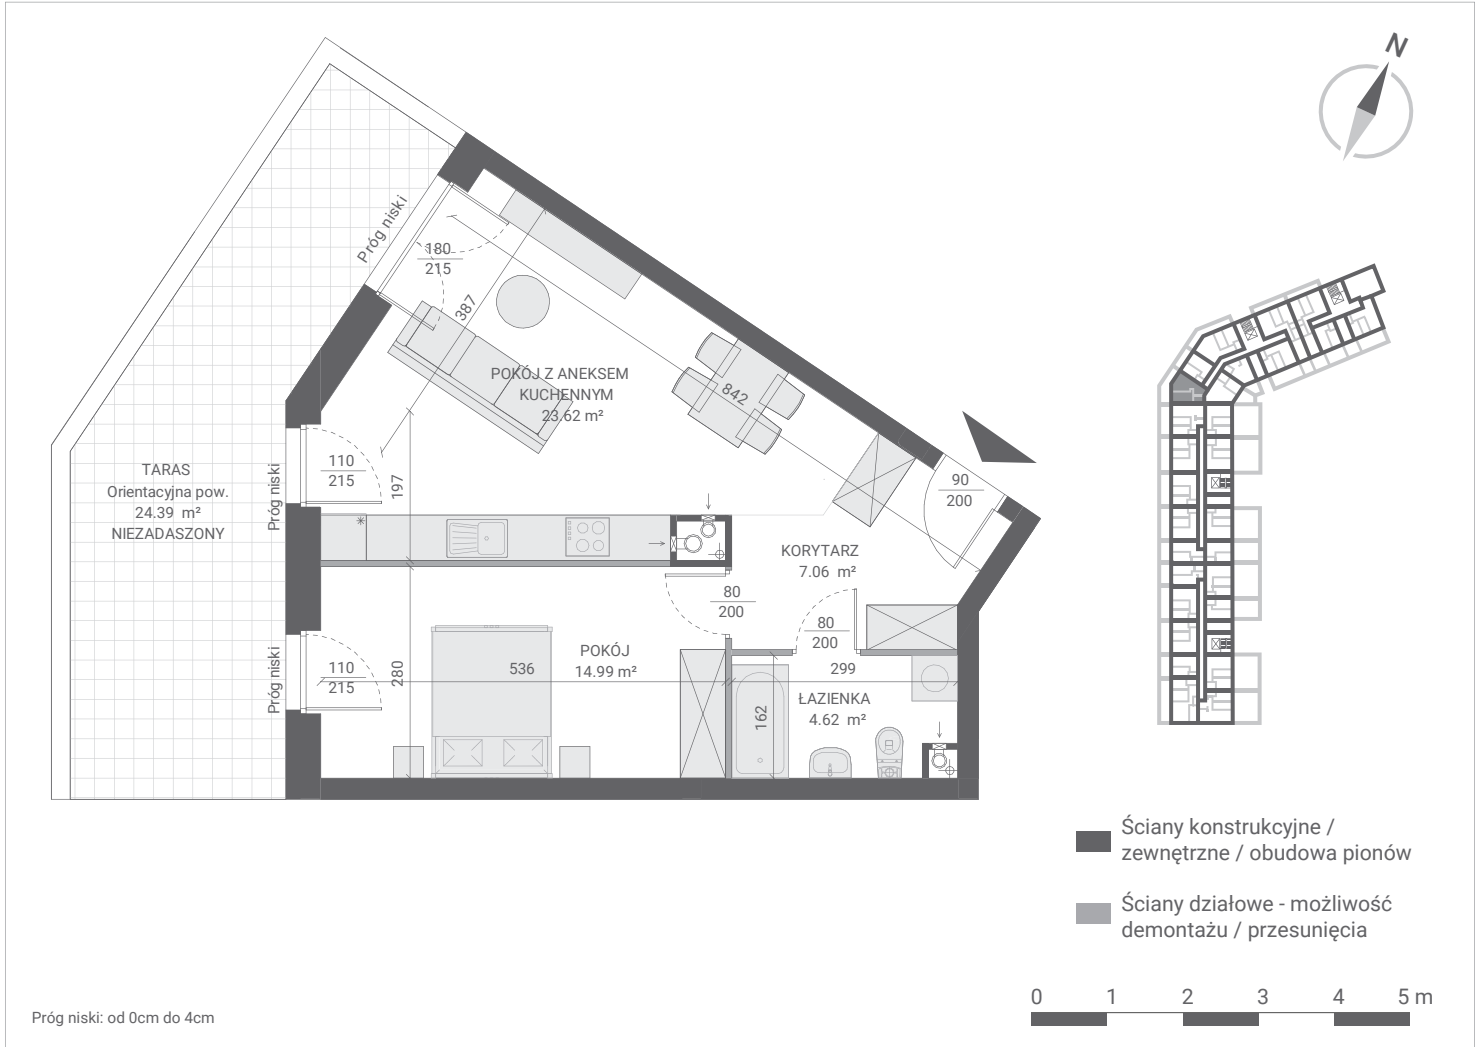 N
Próg niski
180
215
387
POKÓJ Z ANEKSEM
KUCHENNYM
23.62 m²
842
TARAS
Orientacyjna pow.
24.39 m²
NIEZADASZONY
Próg niski
110
215
197
90
200
KORYTARZ
7.06 m²
80
200
80
200
Próg niski
110
215
280
536
POKÓJ
14.99 m²
299
162
ŁAZIENKA
4.62 m²
Ściany konstrukcyjne /
zewnętrzne / obudowa pionów
Ściany działowe - możliwość
demontażu / przesunięcia
0 1 2 3 4 5 m
Próg niski: od 0cm do 4cm